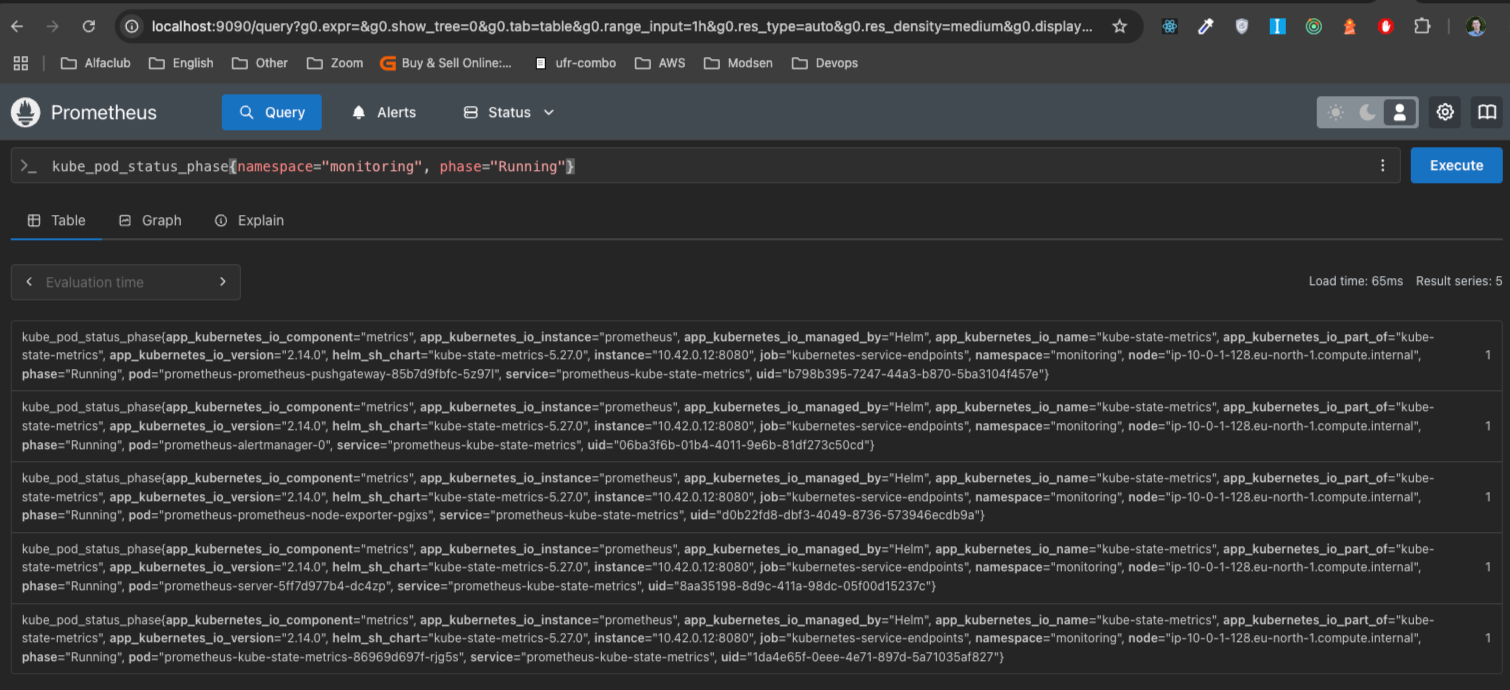 localhost:9090/query?g0.expr=&g0.show_tree=0&g0.tab=table&g0.range_input=1h&g0.res_type=auto&g0.res_density=medium&g0.display...
Alfaclub English Other Zoom Buy & Sell Online:... ufr-combo AWS Modsen Devops
Prometheus Query Alerts Status
>_ kube_pod_status_phase{namespace="monitoring", phase="Running"} Execute
Table Graph Explain
Evaluation time Load time: 65ms Result series: 5
kube_pod_status_phase{app_kubernetes_io_component="metrics", app_kubernetes_io_instance="prometheus", app_kubernetes_io_managed_by="Helm", app_kubernetes_io_name="kube-state-metrics", app_kubernetes_io_part_of="kube-
state-metrics", app_kubernetes_io_version="2.14.0", helm_sh_chart="kube-state-metrics-5.27.0", instance="10.42.0.12:8080", job="kubernetes-service-endpoints", namespace="monitoring", node="ip-10-0-1-128.eu-north-1.compute.internal", 1
phase="Running", pod="prometheus-prometheus-pushgateway-85b7d9fbfc-5z97l", service="prometheus-kube-state-metrics", uid="b798b395-7247-44a3-b870-5ba3104f457e"}
kube_pod_status_phase{app_kubernetes_io_component="metrics", app_kubernetes_io_instance="prometheus", app_kubernetes_io_managed_by="Helm", app_kubernetes_io_name="kube-state-metrics", app_kubernetes_io_part_of="kube-
state-metrics", app_kubernetes_io_version="2.14.0", helm_sh_chart="kube-state-metrics-5.27.0", instance="10.42.0.12:8080", job="kubernetes-service-endpoints", namespace="monitoring", node="ip-10-0-1-128.eu-north-1.compute.internal", 1
phase="Running", pod="prometheus-alertmanager-0", service="prometheus-kube-state-metrics", uid="06ba3f6b-01b4-4011-9e6b-81df273c50cd"}
kube_pod_status_phase{app_kubernetes_io_component="metrics", app_kubernetes_io_instance="prometheus", app_kubernetes_io_managed_by="Helm", app_kubernetes_io_name="kube-state-metrics", app_kubernetes_io_part_of="kube-
state-metrics", app_kubernetes_io_version="2.14.0", helm_sh_chart="kube-state-metrics-5.27.0", instance="10.42.0.12:8080", job="kubernetes-service-endpoints", namespace="monitoring", node="ip-10-0-1-128.eu-north-1.compute.internal", 1
phase="Running", pod="prometheus-prometheus-node-exporter-pgjxs", service="prometheus-kube-state-metrics", uid="d0b22fd8-dbf3-4049-8736-573946ecdb9a"}
kube_pod_status_phase{app_kubernetes_io_component="metrics", app_kubernetes_io_instance="prometheus", app_kubernetes_io_managed_by="Helm", app_kubernetes_io_name="kube-state-metrics", app_kubernetes_io_part_of="kube-
state-metrics", app_kubernetes_io_version="2.14.0", helm_sh_chart="kube-state-metrics-5.27.0", instance="10.42.0.12:8080", job="kubernetes-service-endpoints", namespace="monitoring", node="ip-10-0-1-128.eu-north-1.compute.internal", 1
phase="Running", pod="prometheus-server-5ff7d977b4-dc4zp", service="prometheus-kube-state-metrics", uid="8aa35198-8d9c-411a-98dc-05f00d15237c"}
kube_pod_status_phase{app_kubernetes_io_component="metrics", app_kubernetes_io_instance="prometheus", app_kubernetes_io_managed_by="Helm", app_kubernetes_io_name="kube-state-metrics", app_kubernetes_io_part_of="kube-
state-metrics", app_kubernetes_io_version="2.14.0", helm_sh_chart="kube-state-metrics-5.27.0", instance="10.42.0.12:8080", job="kubernetes-service-endpoints", namespace="monitoring", node="ip-10-0-1-128.eu-north-1.compute.internal", 1
phase="Running", pod="prometheus-kube-state-metrics-86969d697f-rjg5s", service="prometheus-kube-state-metrics", uid="1da4e65f-0eee-4e71-897d-5a71035af827"}